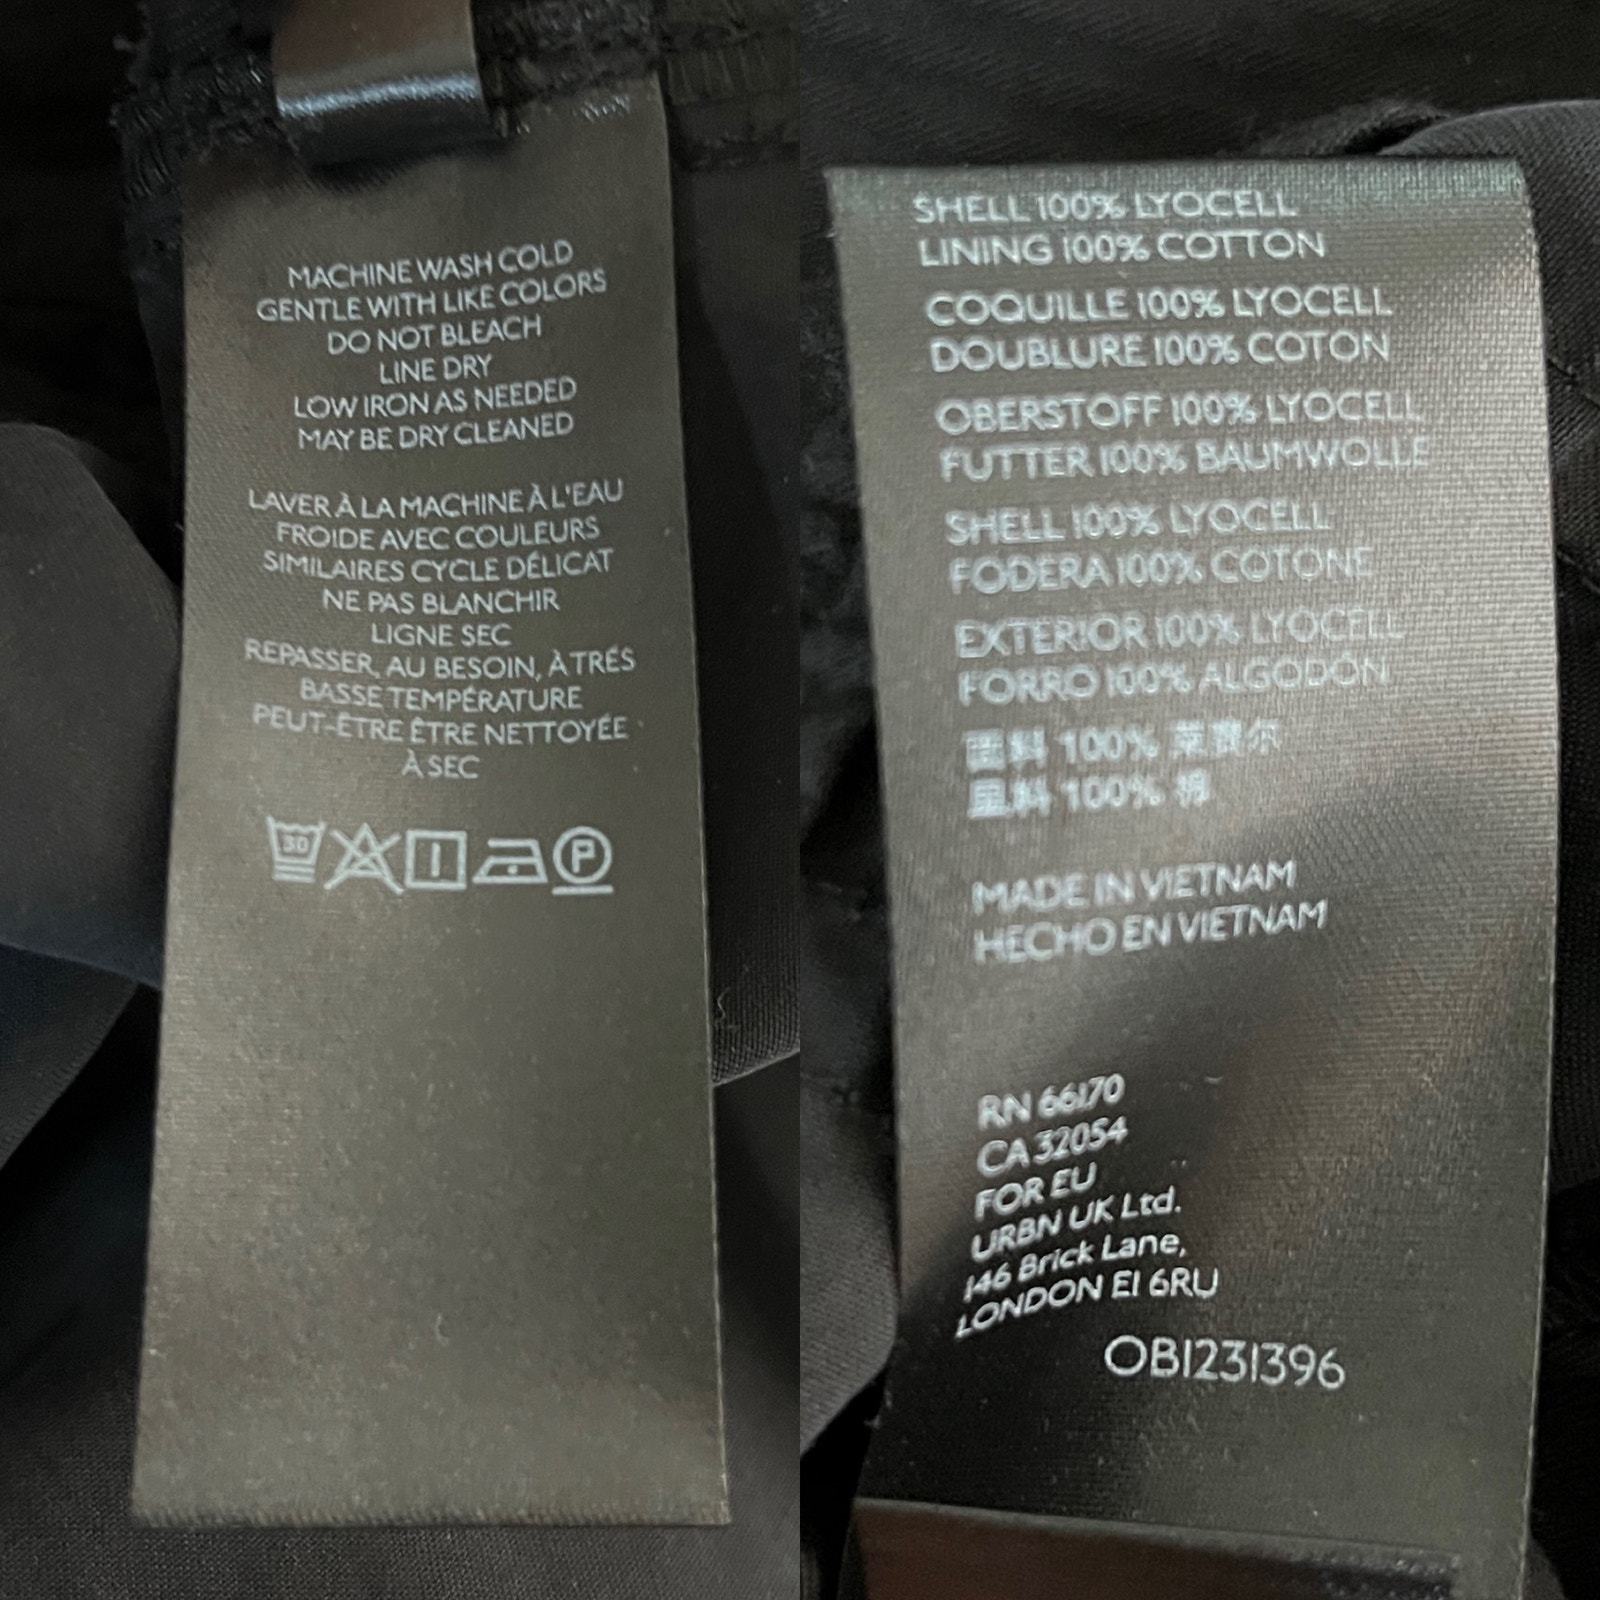 MACHINE WASH COLD
GENTLE WITH LIKE COLORS
DO NOT BLEACH
LINE DRY
LOW IRON AS NEEDED
MAY BE DRY CLEANED
LAVER À LA MACHINE À L'EAU
FROIDE AVEC COULEURS
SIMILAIRES CYCLE DÉLICAT
NE PAS BLANCHIR
LIGNE SEC
REPASSER, AU BESOIN, À TRÉS
BASSE TEMPÉRATURE
PEUT-ÊTRE ÊTRE NETTOYÉE
À SEC
30
P
SHELL 100% LYOCELL
LINING 100% COTTON
COQUILLE 100% LYOCELL
DOUBLURE 100% COTON
OBERSTOFF 100% LYOCELL
FUTTER 100% BAUMWOLLE
SHELL 100% LYOCELL
FODERA 100% COTONE
EXTERIOR 100% LYOCELL
FORRO 100% ALGODÓN
面料 100% 莱赛尔
里料 100% 棉
MADE IN VIETNAM
HECHO EN VIETNAM
RN 66170
CA 32054
FOR EU
URBN UK Ltd.
146 Brick Lane,
LONDON E1 6RU
OB1231396